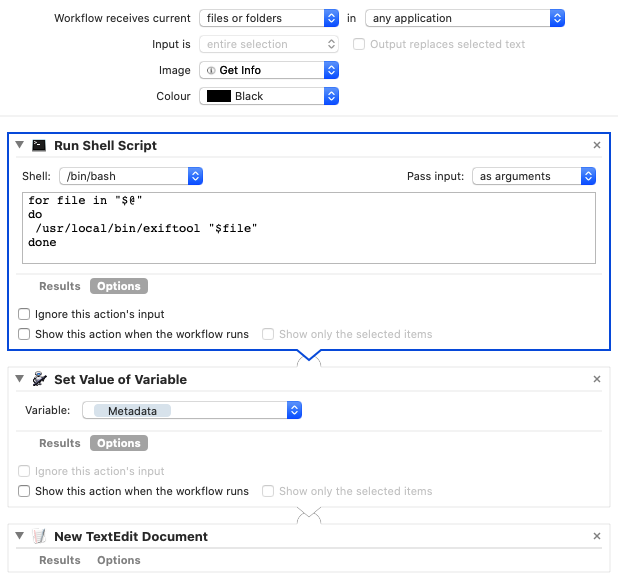 Workflow receives current files or folders in any application
Input is entire selection Output replaces selected text
Image Get Info
Colour Black
Run Shell Script
Shell: /bin/bash Pass input: as arguments
for file in "$@"
do
 /usr/local/bin/exiftool "$file"
done
Results Options
Ignore this action's input
Show this action when the workflow runs Show only the selected items
Set Value of Variable
Variable: Metadata
Results Options
Ignore this action's input
Show this action when the workflow runs Show only the selected items
New TextEdit Document
Results Options